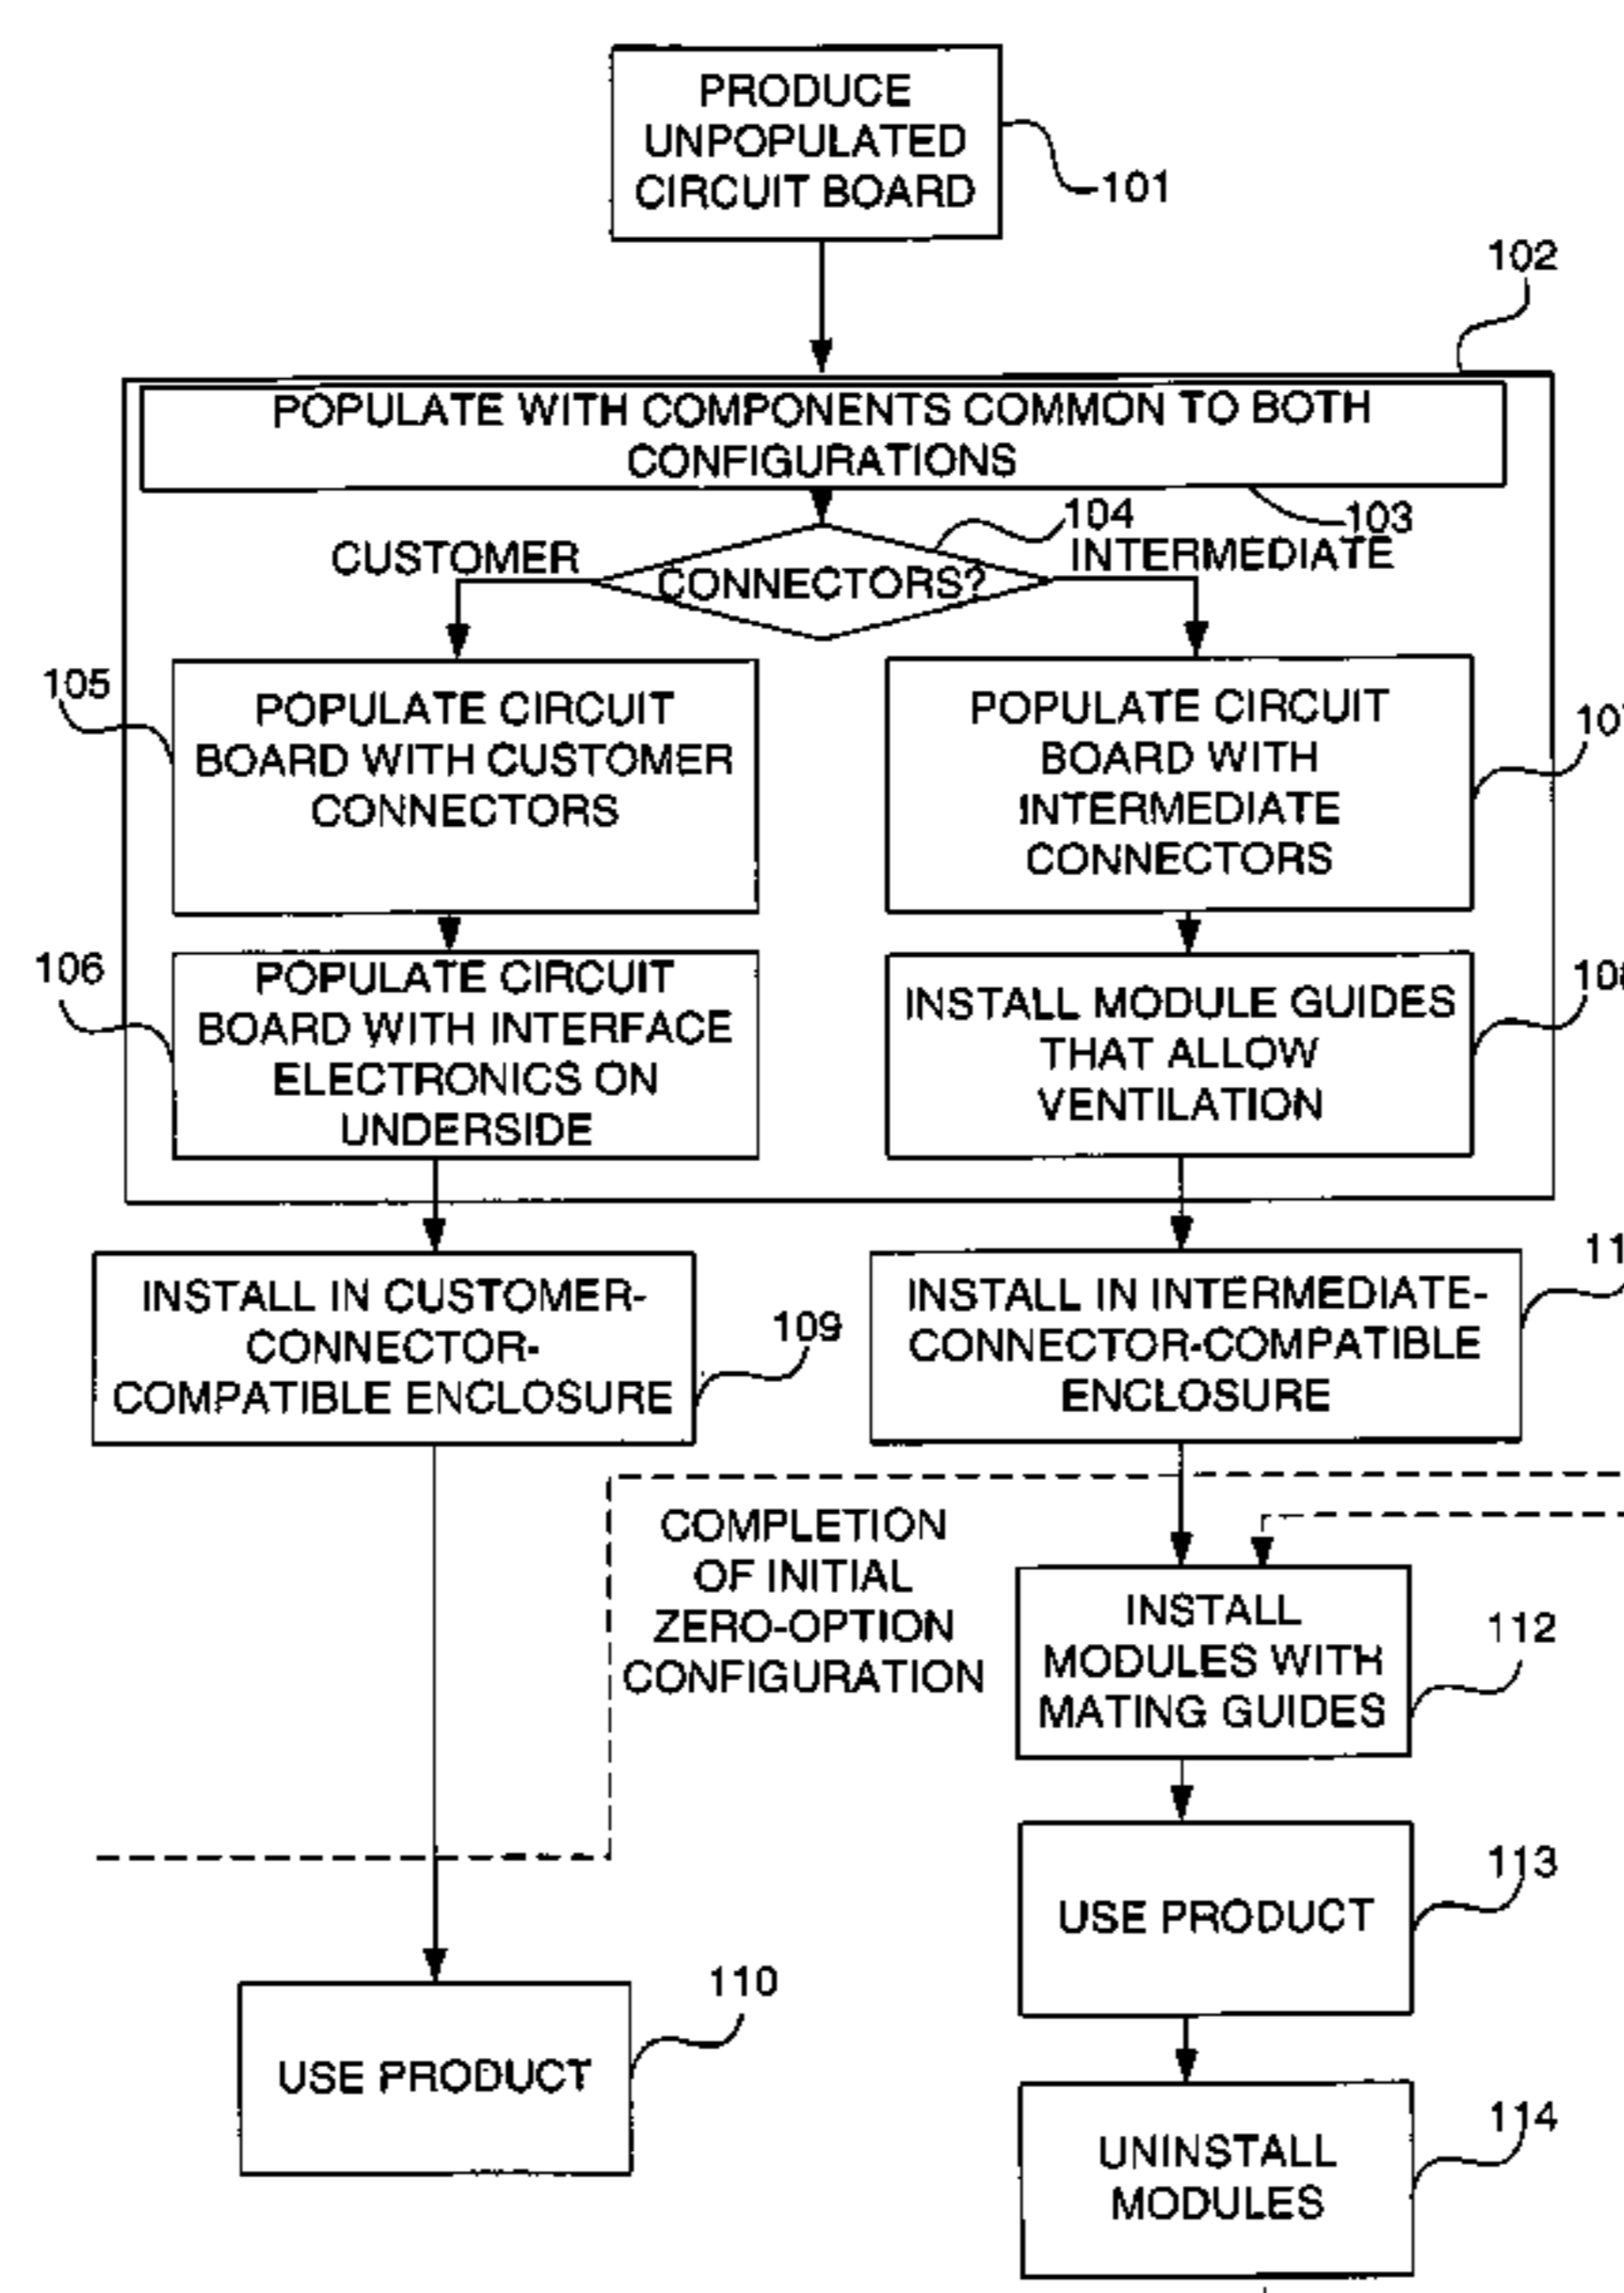 PRODUCE
UNPOPULATED
CIRCUIT BOARD
101
102
POPULATE WITH COMPONENTS COMMON TO BOTH
CONFIGURATIONS
103
104
CUSTOMER
CONNECTORS?
INTERMEDIATE
105
POPULATE CIRCUIT
BOARD WITH CUSTOMER
CONNECTORS
POPULATE CIRCUIT
BOARD WITH
INTERMEDIATE
CONNECTORS
106
POPULATE CIRCUIT
BOARD WITH INTERFACE
ELECTRONICS ON
UNDERSIDE
INSTALL MODULE GUIDES
THAT ALLOW
VENTILATION
INSTALL IN CUSTOMER-
CONNECTOR-
COMPATIBLE ENCLOSURE
109
INSTALL IN INTERMEDIATE-
CONNECTOR-COMPATIBLE
ENCLOSURE
COMPLETION
OF INITIAL
ZERO-OPTION
CONFIGURATION
INSTALL
MODULES WITH
MATING GUIDES
112
USE PRODUCT
113
USE PRODUCT
110
UNINSTALL
MODULES
114